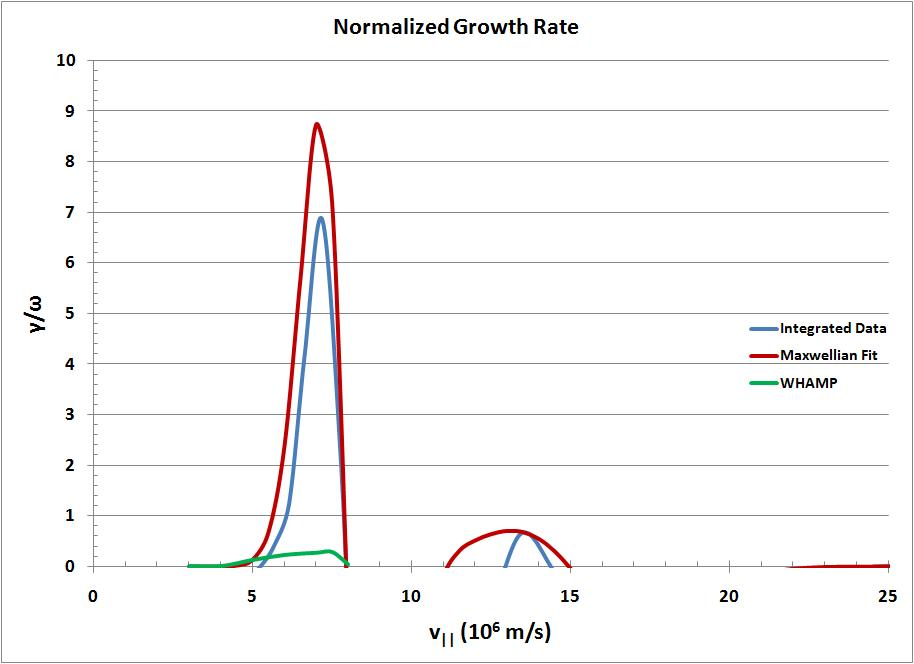 Normalized Growth Rate
10
9
8
7
6
5
4
3
2
1
0
γ/ω
Integrated Data
Maxwellian Fit
WHAMP
0 5 10 15 20 25
v|| (10⁶ m/s)